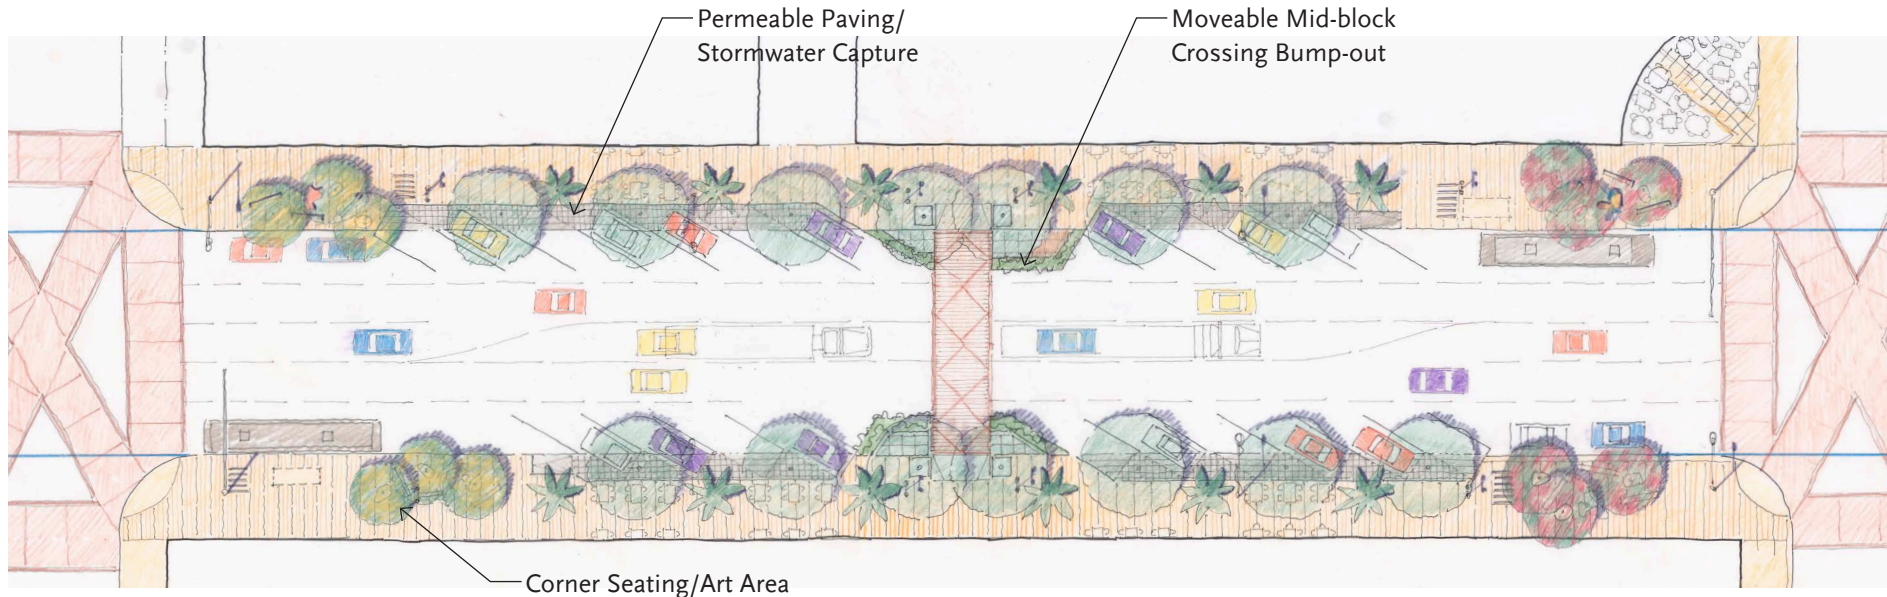 Permeable Paving/
Stormwater Capture
Moveable Mid-block
Crossing Bump-out
Corner Seating/Art Area